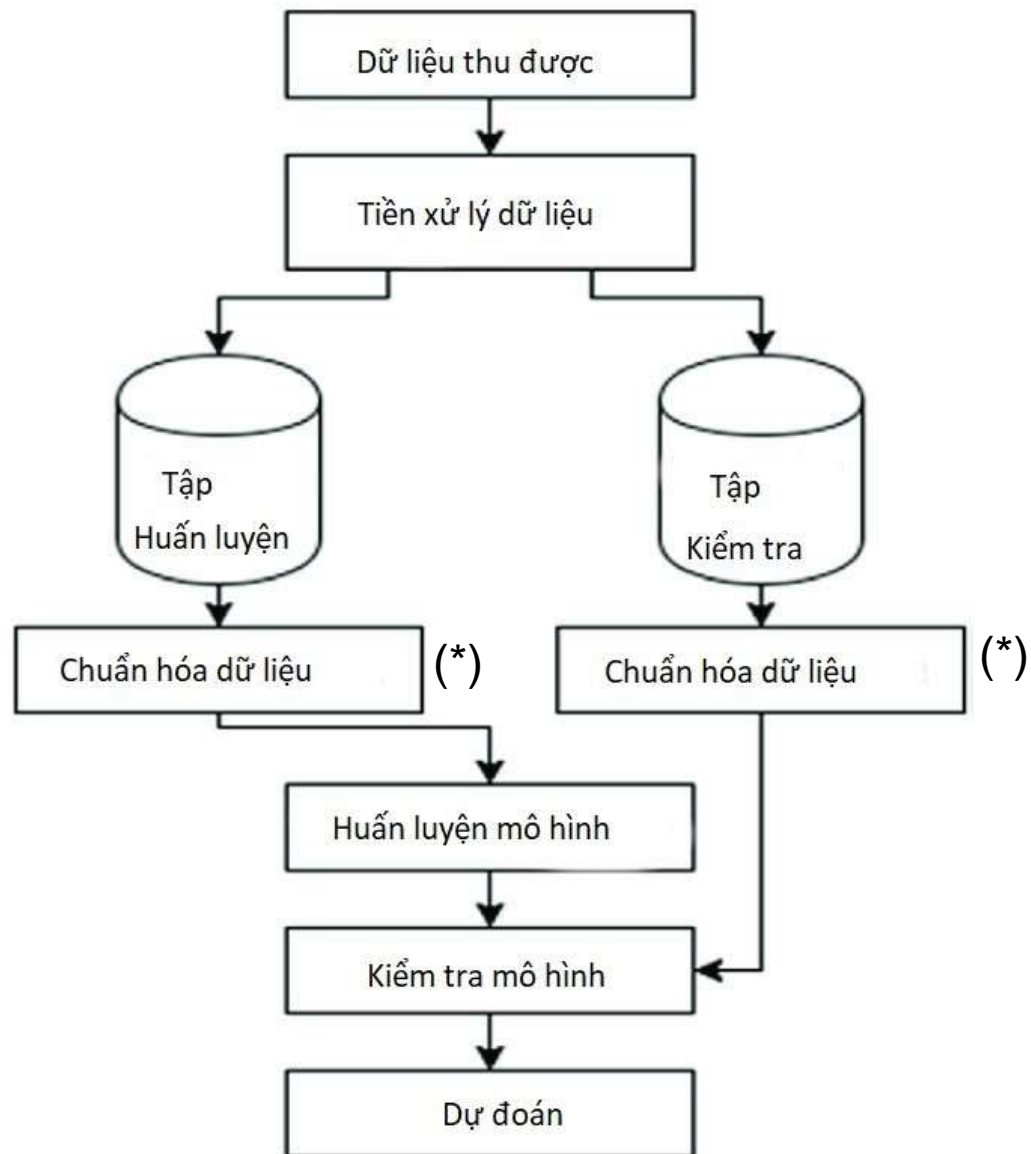 Dữ liệu thu được
Tiền xử lý dữ liệu
Tập
Huấn luyện
Tập
Kiểm tra
Chuẩn hóa dữ liệu
(*)
Chuẩn hóa dữ liệu
(*)
Huấn luyện mô hình
Kiểm tra mô hình
Dự đoán